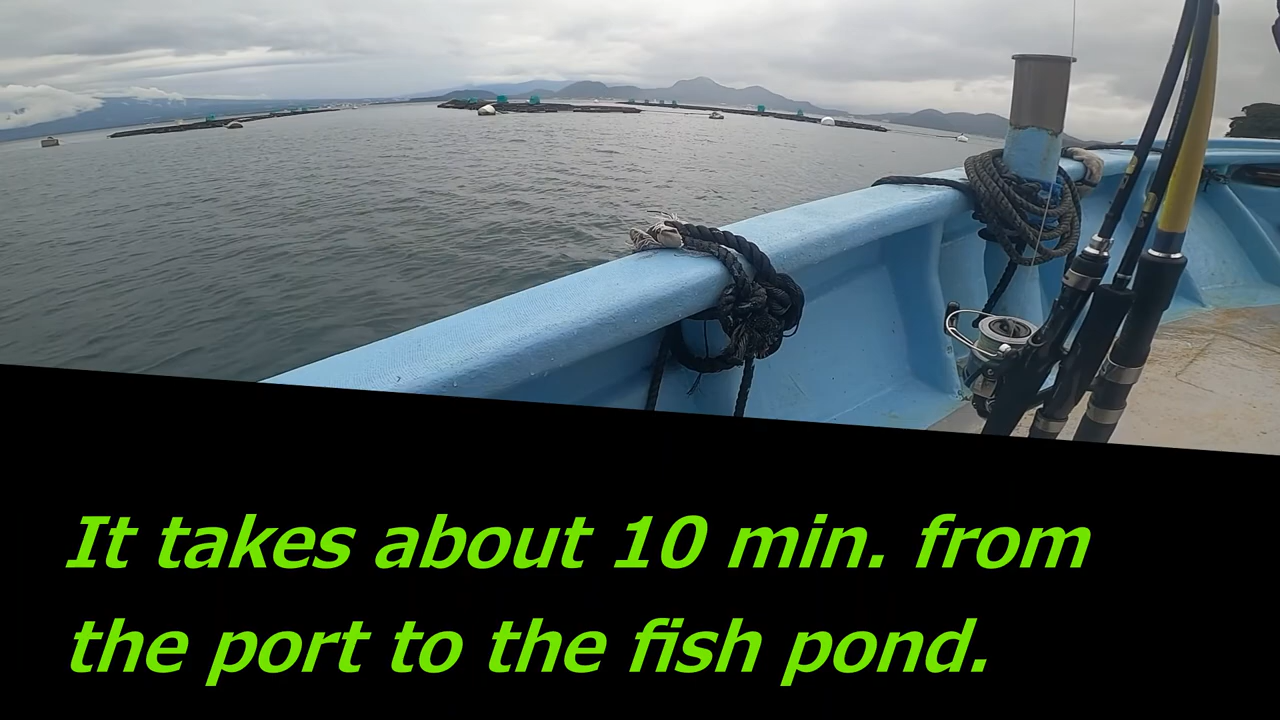 It takes about 10 min. from
the port to the fish pond.